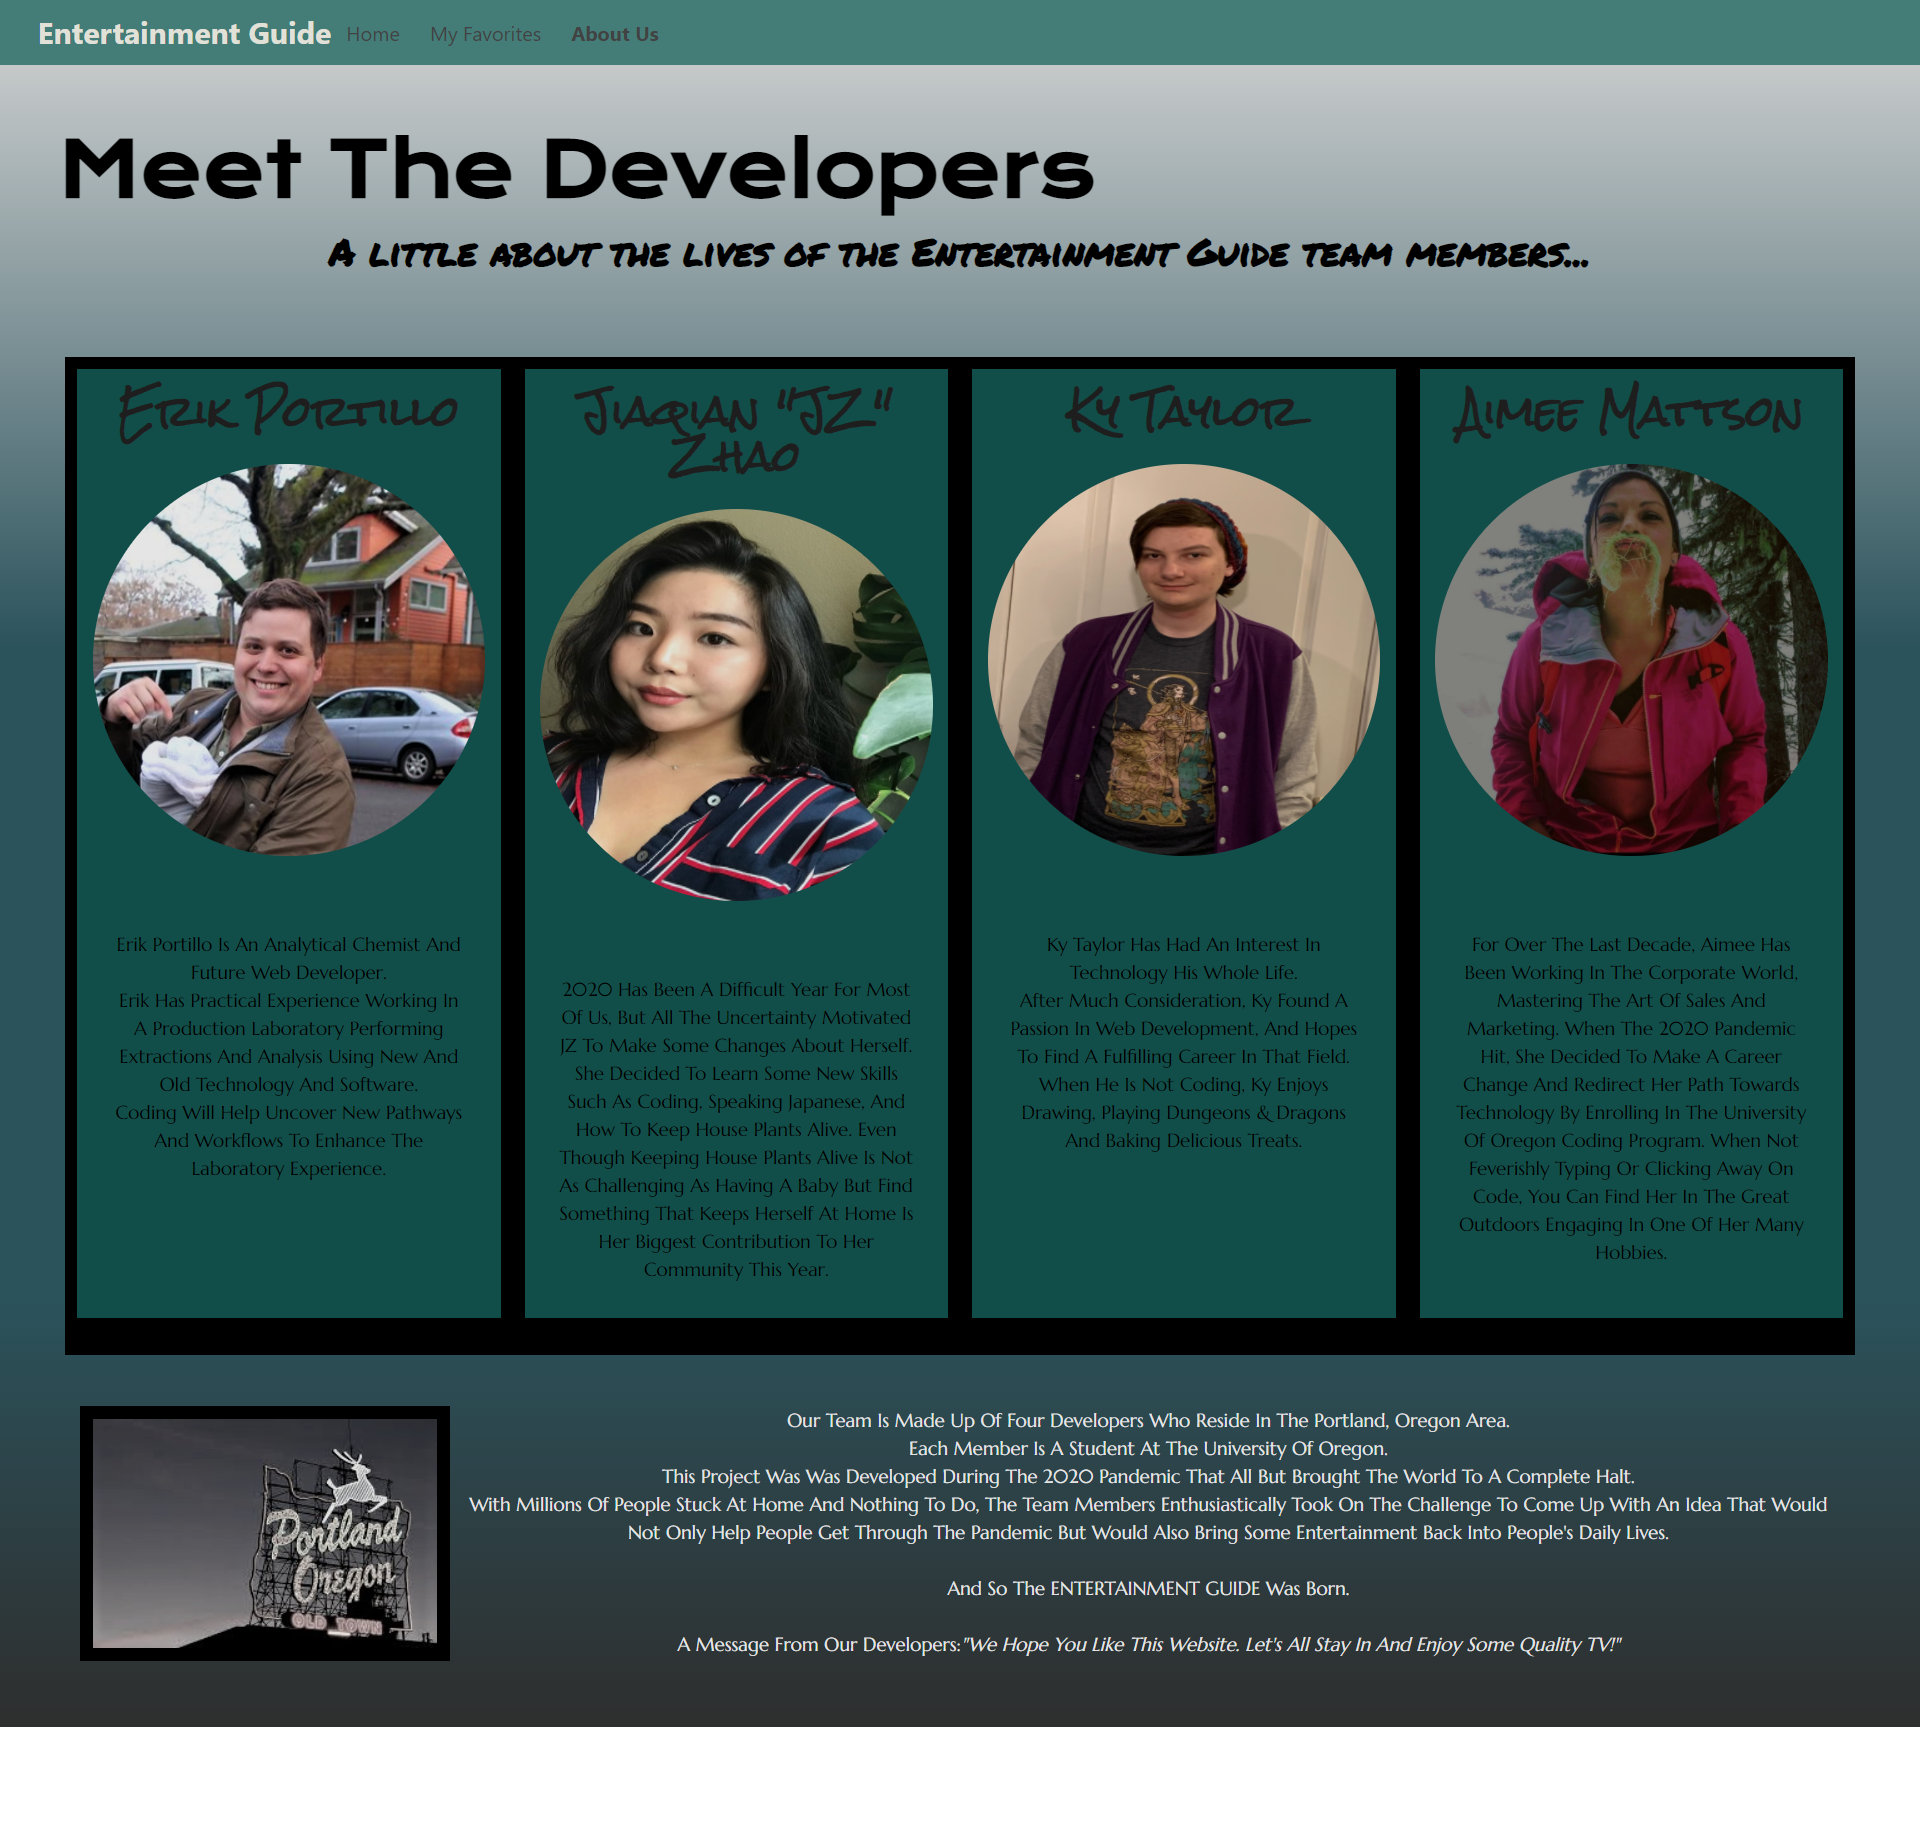 Entertainment Guide Home My Favorites About Us
Meet The Developers
A little about the lives of the Entertainment Guide team members...
Erik Portillo
Erik Portillo Is An Analytical Chemist And
Future Web Developer.
Erik Has Practical Experience Working In
A Production Laboratory Performing
Extractions And Analysis Using New And
Old Technology And Software.
Coding Will Help Uncover New Pathways
And Workflows To Enhance The
Laboratory Experience.
Jiaqian "JZ"
Zhao
2020 Has Been A Difficult Year For Most
Of Us, But All The Uncertainty Motivated
JZ To Make Some Changes About Herself.
She Decided To Learn Some New Skills
Such As Coding, Speaking Japanese, And
How To Keep House Plants Alive. Even
Though Keeping House Plants Alive Is Not
As Challenging As Having A Baby But Find
Something That Keeps Herself At Home Is
Her Biggest Contribution To Her
Community This Year.
Ky Taylor
Ky Taylor Has Had An Interest In
Technology His Whole Life.
After Much Consideration, Ky Found A
Passion In Web Development, And Hopes
To Find A Fulfilling Career In That Field.
When He Is Not Coding, Ky Enjoys
Drawing, Playing Dungeons & Dragons
And Baking Delicious Treats.
Aimee Mattson
For Over The Last Decade, Aimee Has
Been Working In The Corporate World,
Mastering The Art Of Sales And
Marketing. When The 2020 Pandemic
Hit, She Decided To Make A Career
Change And Redirect Her Path Towards
Technology By Enrolling In The University
Of Oregon Coding Program. When Not
Feverishly Typing Or Clicking Away On
Code, You Can Find Her In The Great
Outdoors Engaging In One Of Her Many
Hobbies.
Portland
Oregon
OLD TOWN
Our Team Is Made Up Of Four Developers Who Reside In The Portland, Oregon Area.
Each Member Is A Student At The University Of Oregon.
This Project Was Was Developed During The 2020 Pandemic That All But Brought The World To A Complete Halt.
With Millions Of People Stuck At Home And Nothing To Do, The Team Members Enthusiastically Took On The Challenge To Come Up With An Idea That Would
Not Only Help People Get Through The Pandemic But Would Also Bring Some Entertainment Back Into People's Daily Lives.
And So The ENTERTAINMENT GUIDE Was Born.
A Message From Our Developers:"We Hope You Like This Website. Let's All Stay In And Enjoy Some Quality TV!"